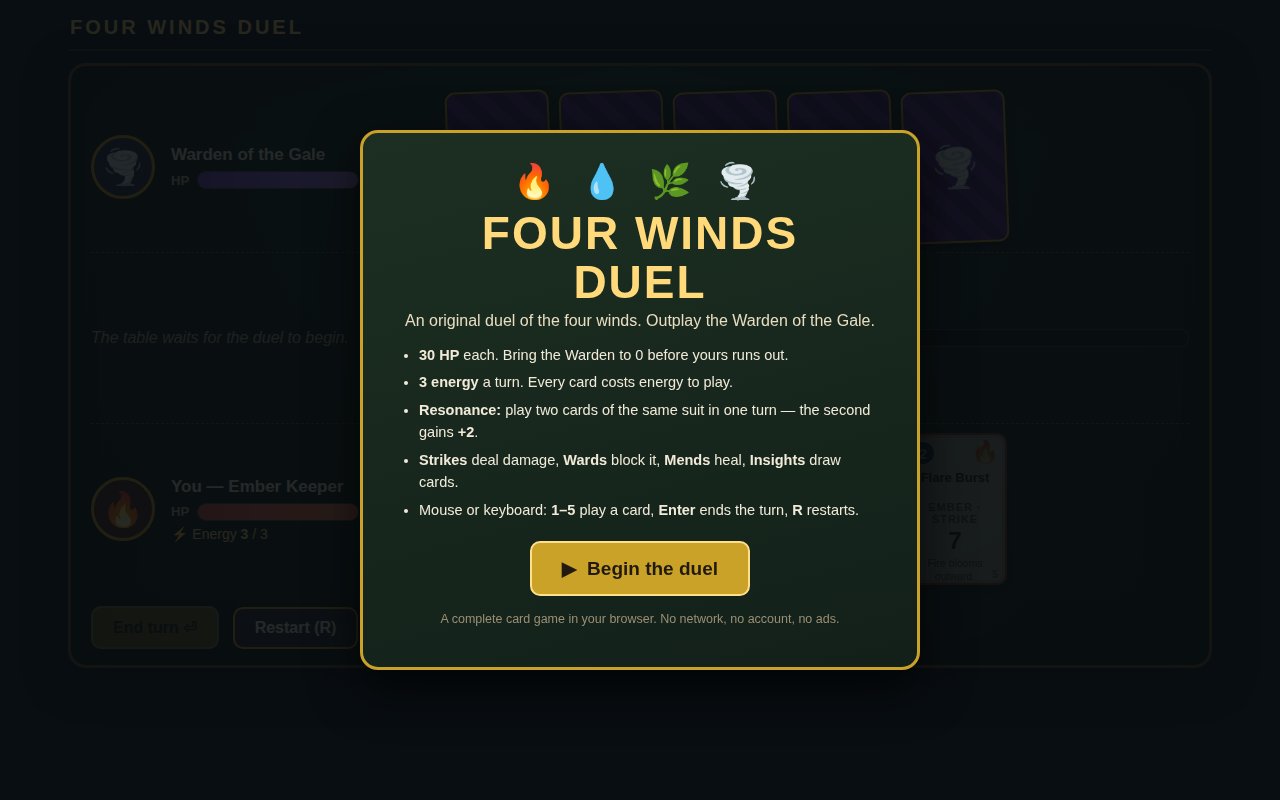 FOUR WINDS DUEL
Warden of the Gale
HP
The table waits for the duel to begin.
You — Ember Keeper
HP
⚡ Energy 3 / 3
End turn ⏎
Restart (R)
2
Flare Burst
EMBER ·
STRIKE
7
Fire blooms
outward.
5
FOUR WINDS
DUEL
An original duel of the four winds. Outplay the Warden of the Gale.
• 30 HP each. Bring the Warden to 0 before yours runs out.
• 3 energy a turn. Every card costs energy to play.
• Resonance: play two cards of the same suit in one turn — the second
gains +2.
• Strikes deal damage, Wards block it, Mends heal, Insights draw
cards.
• Mouse or keyboard: 1–5 play a card, Enter ends the turn, R restarts.
▶ Begin the duel
A complete card game in your browser. No network, no account, no ads.